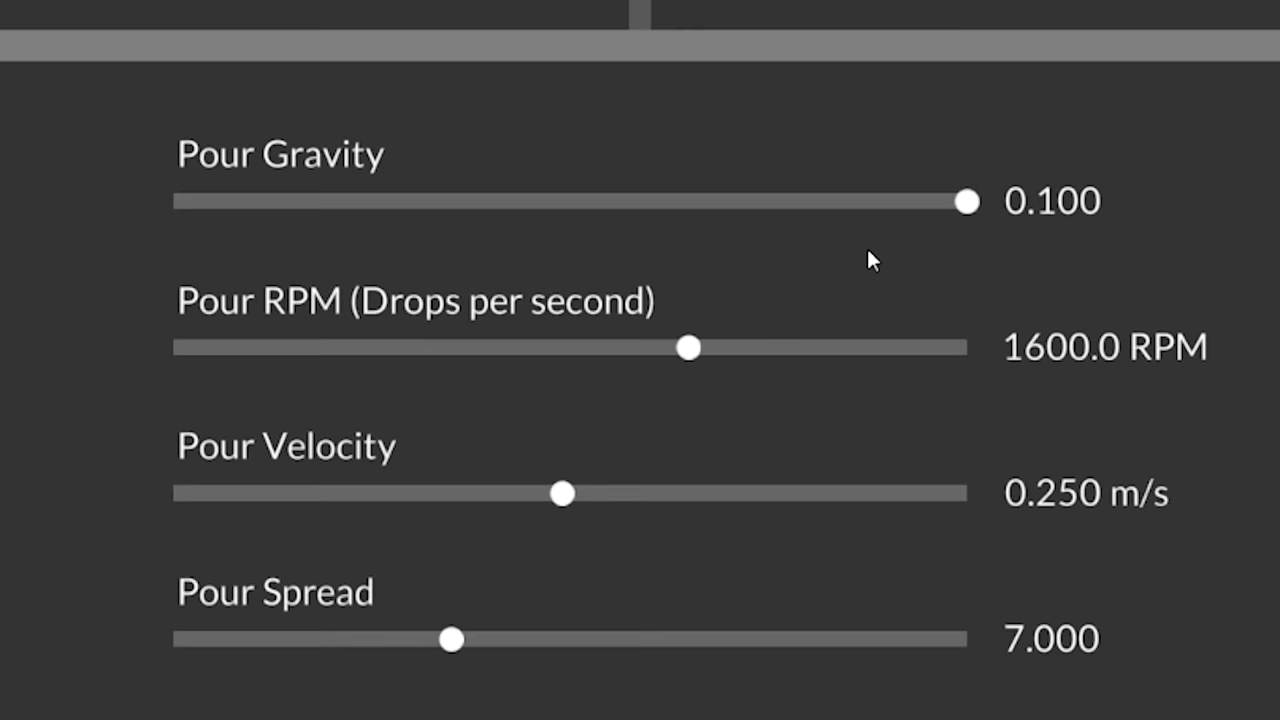 Pour Gravity
0.100
Pour RPM (Drops per second)
1600.0 RPM
Pour Velocity
0.250 m/s
Pour Spread
7.000